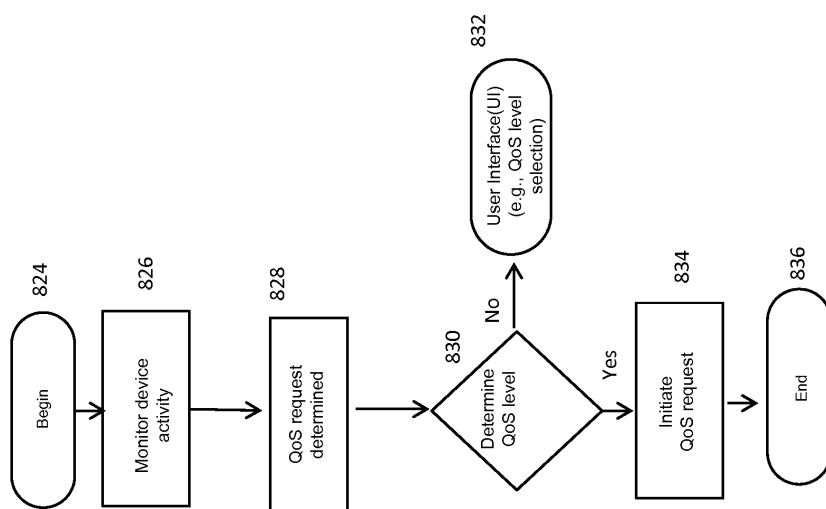 824
Begin
826
Monitor device
activity
828
QoS request
determined
830
Determine
QoS level
No
832
User Interface(UI)
(e.g., QoS level
selection)
Yes
834
Initiate
QoS request
836
End